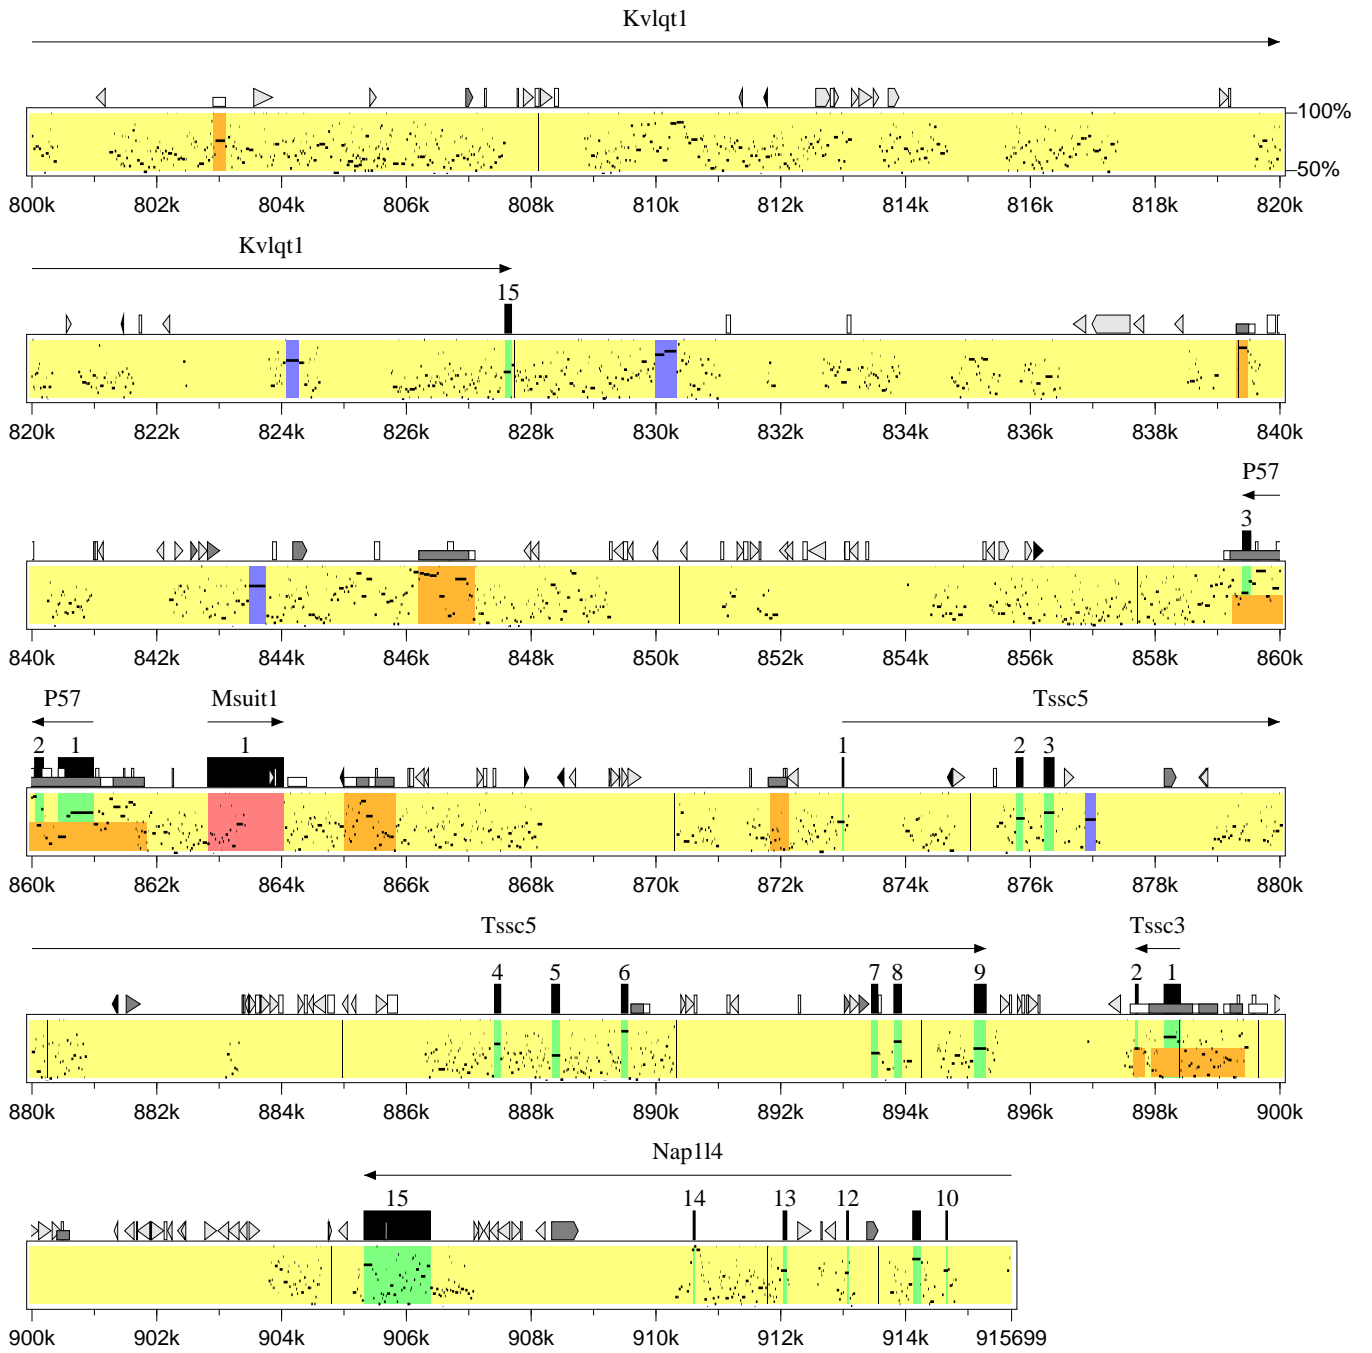 Kvlqt1
100%
50%
800k 802k 804k 806k 808k 810k 812k 814k 816k 818k 820k
Kvlqt1
15
820k 822k 824k 826k 828k 830k 832k 834k 836k 838k 840k
P57
3
840k 842k 844k 846k 848k 850k 852k 854k 856k 858k 860k
P57 Msuit1 Tssc5
2 1 1 1 2 3
860k 862k 864k 866k 868k 870k 872k 874k 876k 878k 880k
Tssc5 Tssc3
4 5 6 7 8 9 2 1
880k 882k 884k 886k 888k 890k 892k 894k 896k 898k 900k
Nap1l4
15 14 13 12 10
900k 902k 904k 906k 908k 910k 912k 914k 915699